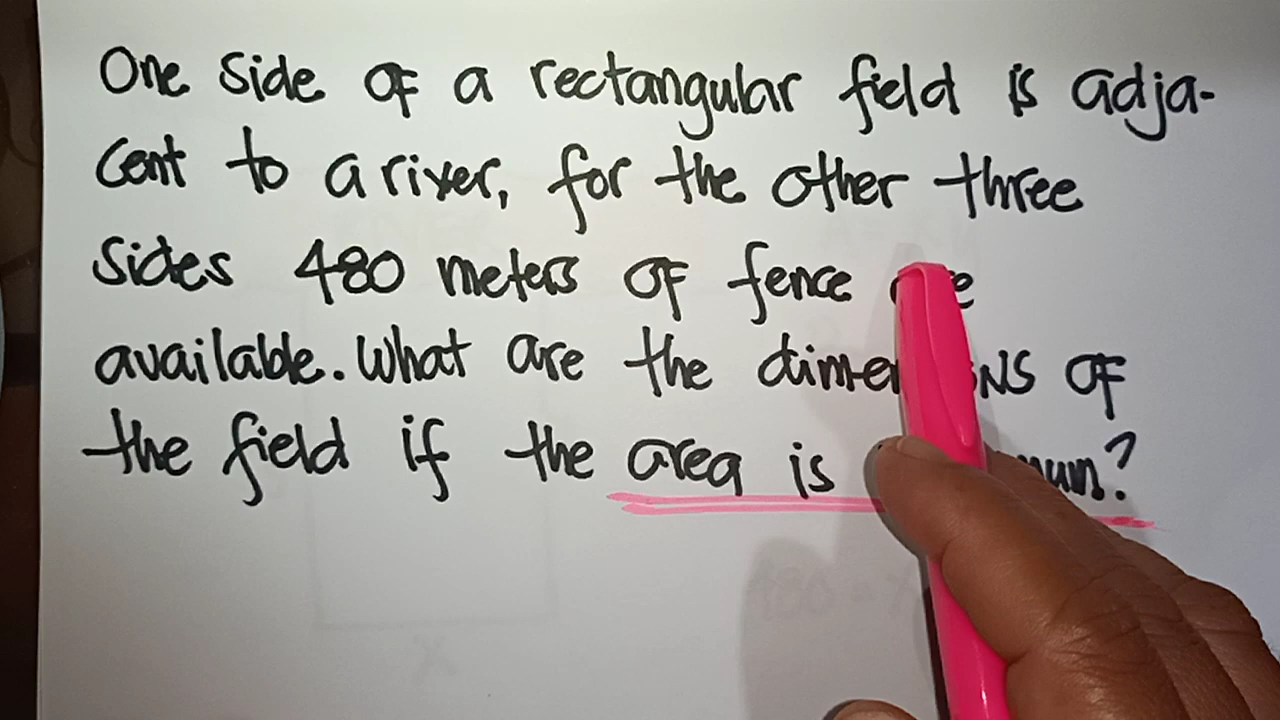 One side of a rectangular field is adja-
cent to a river, for the other three
sides 480 meters of fence
available. What are the of
the field if the area is